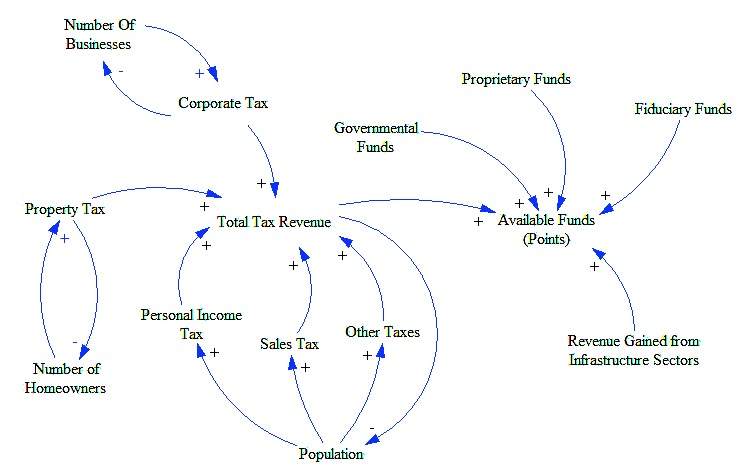 Number Of
Businesses
-
+
Corporate Tax
Proprietary Funds
Fiduciary Funds
Governmental
Funds
+
+
+
+
Property Tax
+
Total Tax Revenue
+
Available Funds
(Points)
+
+
+
+
+
Personal Income
Tax
Sales Tax
Other Taxes
Revenue Gained from
Infrastructure Sectors
-
Number of
Homeowners
+
+
+
-
Population